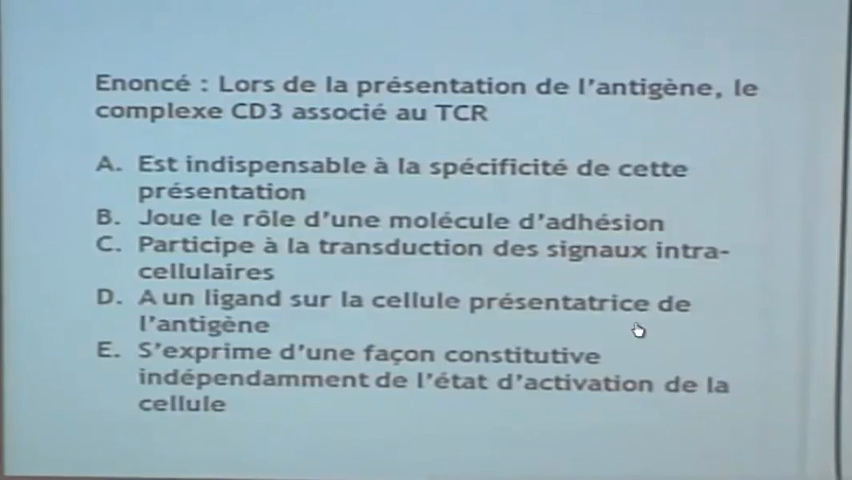 Enoncé : Lors de la présentation de l'antigène, le
complexe CD3 associé au TCR
A. Est indispensable à la spécificité de cette
présentation
B. Joue le rôle d'une molécule d'adhésion
C. Participe à la transduction des signaux intra-
cellulaires
D. A un ligand sur la cellule présentatrice de
l'antigène
E. S'exprime d'une façon constitutive
indépendamment de l'état d'activation de la
cellule